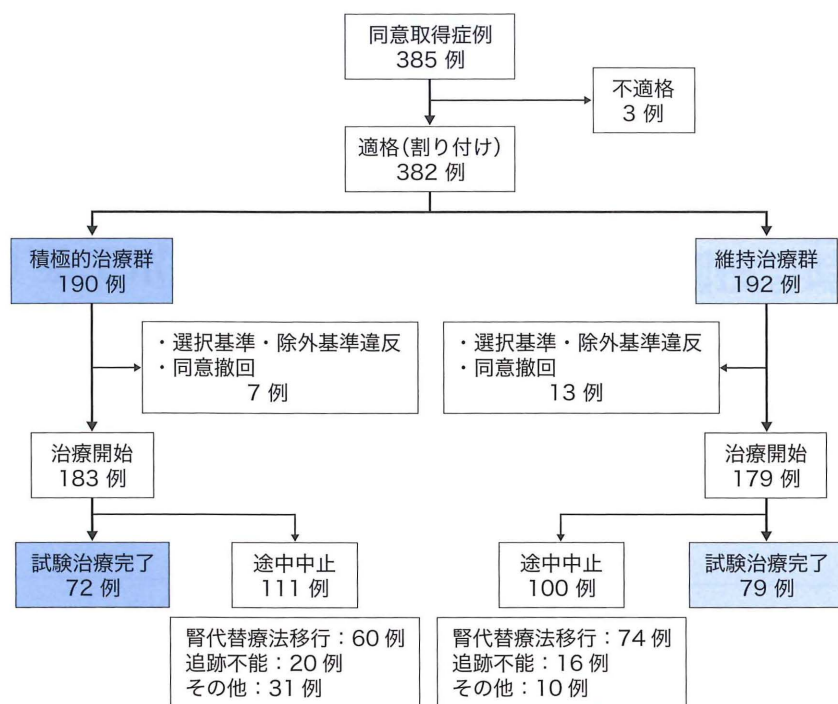 同意取得症例
385 例
不適格
3 例
適格(割り付け)
382 例
積極的治療群
190 例
維持治療群
192 例
・選択基準・除外基準違反
・同意撤回
7 例
・選択基準・除外基準違反
・同意撤回
13 例
治療開始
183 例
治療開始
179 例
試験治療完了
72 例
途中中止
111 例
途中中止
100 例
試験治療完了
79 例
腎代替療法移行：60 例
追跡不能：20 例
その他：31 例
腎代替療法移行：74 例
追跡不能：16 例
その他：10 例